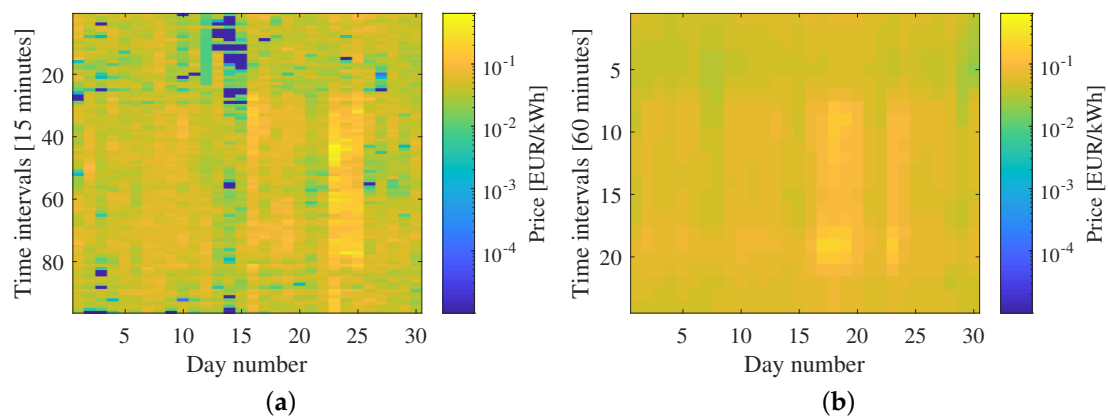 Time intervals [15 minutes]
20
40
60
80
5 10 15 20 25 30
Day number
10-1
10-2
10-3
10-4
Price [EUR/kWh]
(a)
Time intervals [60 minutes]
5
10
15
20
5 10 15 20 25 30
Day number
10-1
10-2
10-3
10-4
Price [EUR/kWh]
(b)